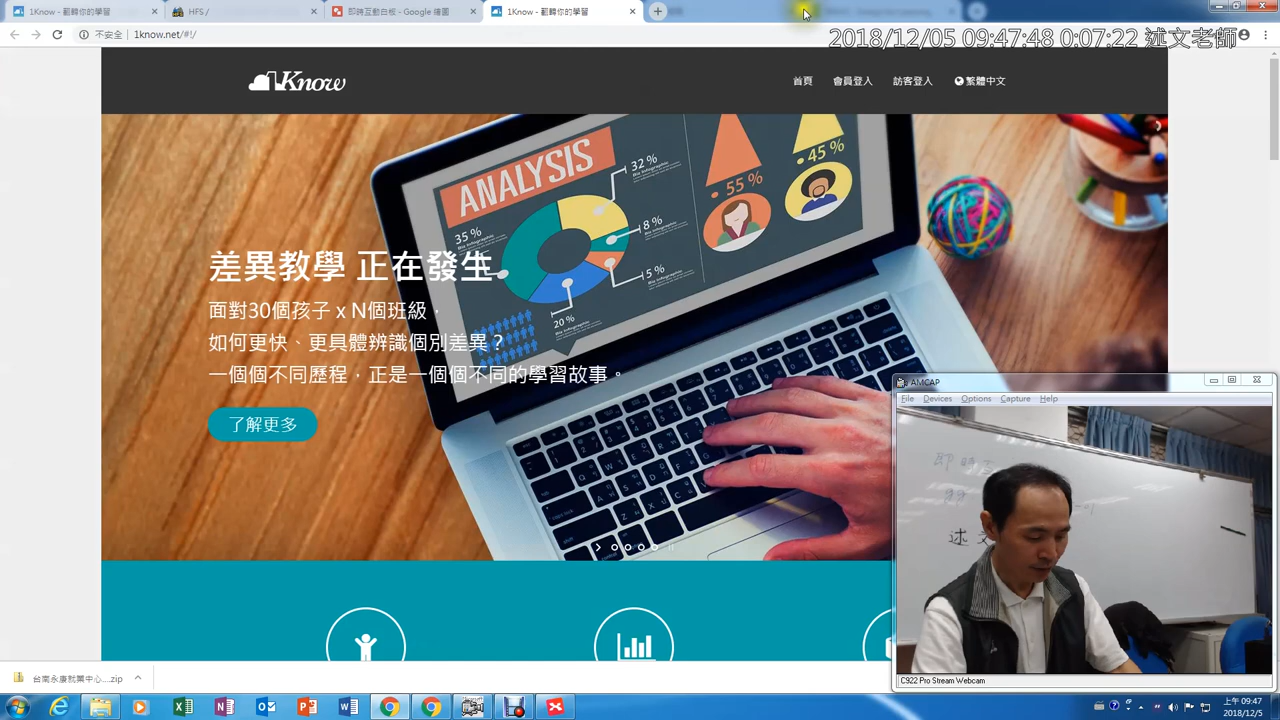 1Know - 翻轉你的學習
HFS /
即時互動白板 - Google 繪圖
1Know - 翻轉你的學習
不安全
1know.net/#!/
2018/12/05 09:47:48 0:07:22 述文老師
1Know
首頁
會員登入
訪客登入
繁體中文
ANALYSIS
32 %
35 %
8 %
5 %
20 %
55 %
45 %
差異教學 正在發生
面對30個孩子 x N個班級，
如何更快、更具體辨識個別差異？
一個個不同歷程，正是一個個不同的學習故事。
了解更多
AMCAP
File Devices Options Capture Help
即時互
述文
C922 Pro Stream Webcam
台南永康就業中心....zip
上午 09:47
2018/12/5